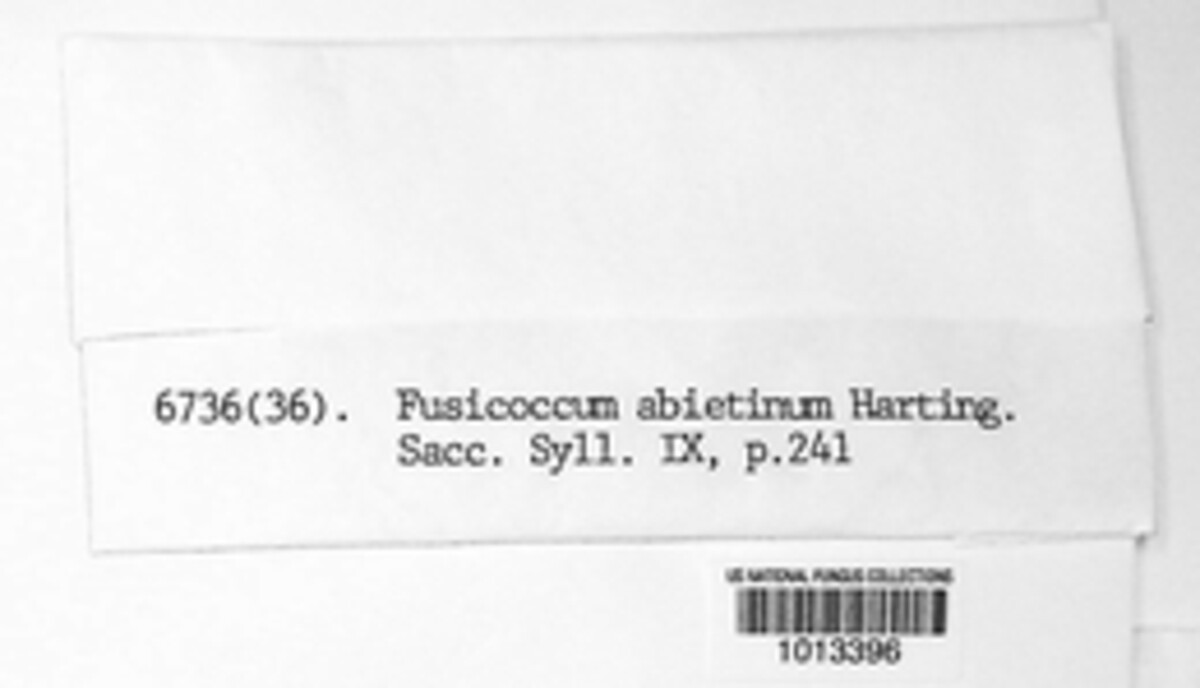 6736(36). Fusicoccum abietinum Harting.
Sacc. Syll. IX, p.241
US NATIONAL FUNGUS COLLECTIONS
1013396